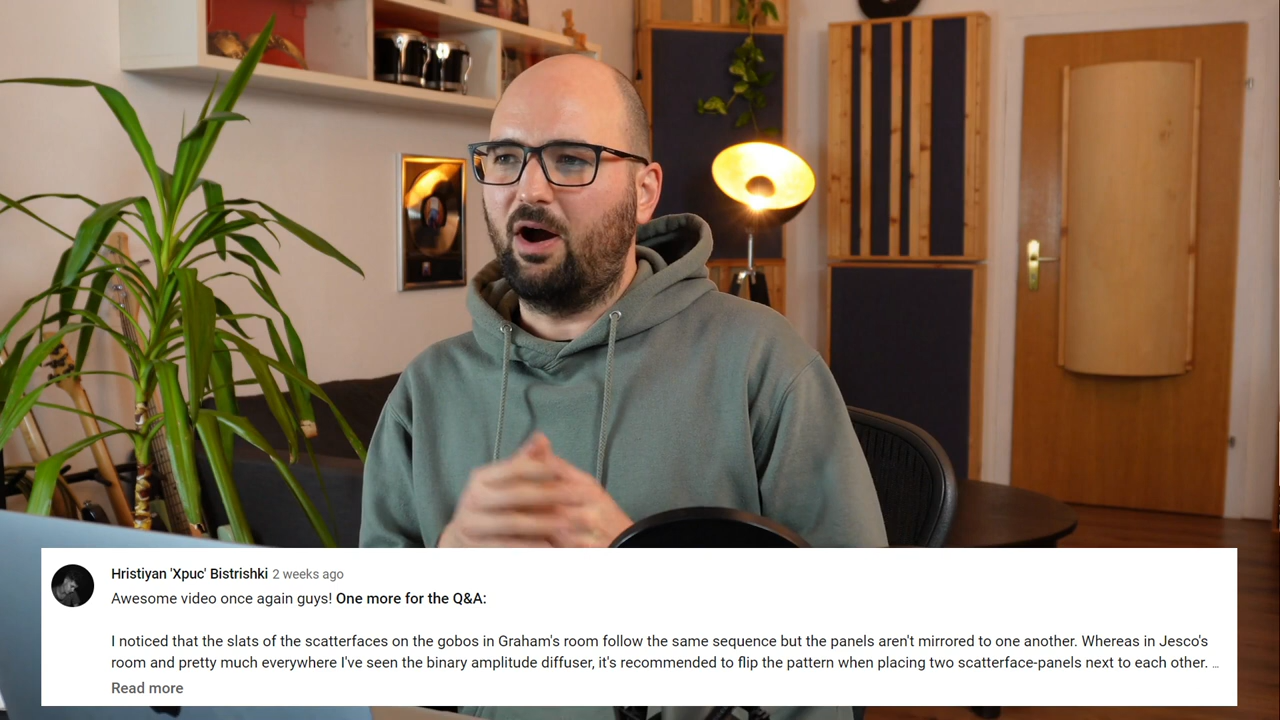 Hristiyan 'Xpuc' Bistrishki 2 weeks ago
Awesome video once again guys! One more for the Q&A:
I noticed that the slats of the scatterfaces on the gobos in Graham's room follow the same sequence but the panels aren't mirrored to one another. Whereas in Jesco's
room and pretty much everywhere I've seen the binary amplitude diffuser, it's recommended to flip the pattern when placing two scatterface-panels next to each other. ...
Read more